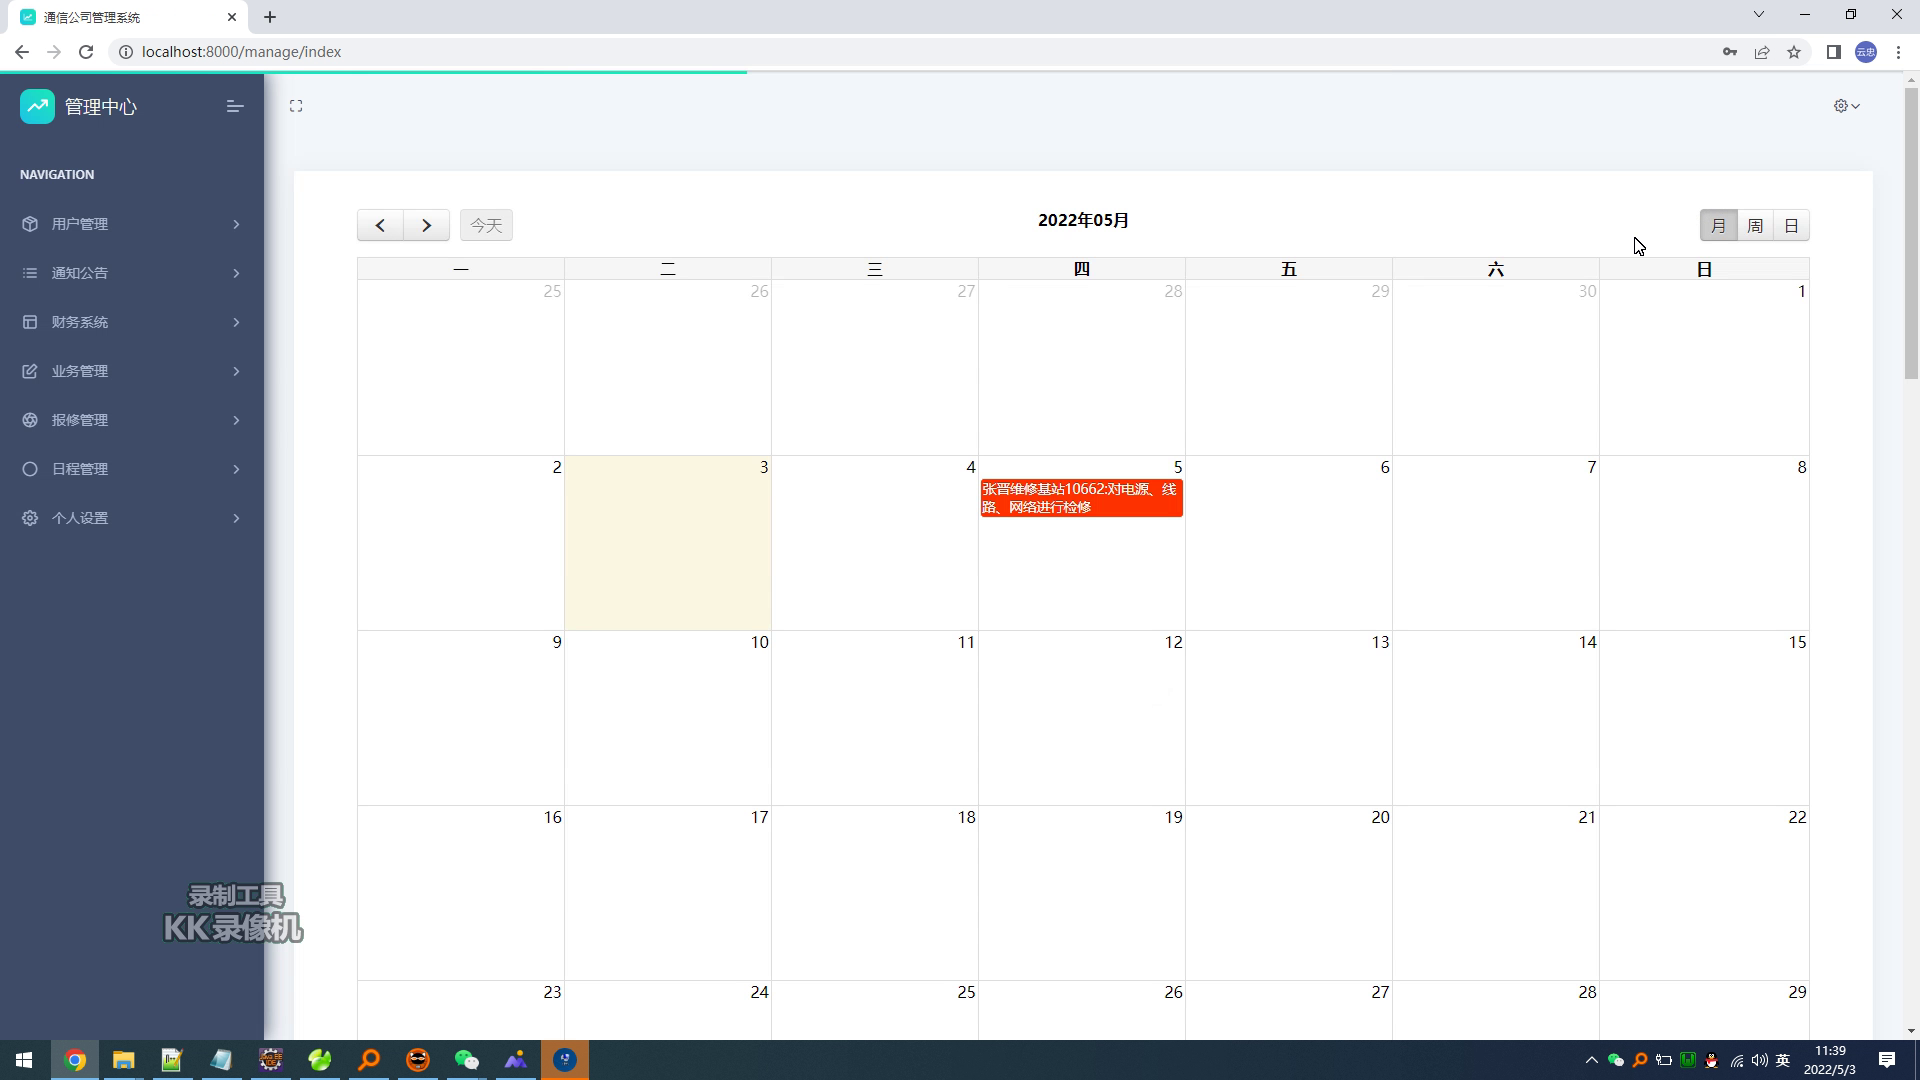 通信公司管理系统
localhost:8000/manage/index
云忠
管理中心
NAVIGATION
用户管理
通知公告
财务系统
业务管理
报修管理
日程管理
个人设置
今天
2022年05月
月 周 日
一 二 三 四 五 六 日
25 26 27 28 29 30 1
2 3 4 5 6 7 8
张晋维修基站10662:对电源、线
路、网络进行检修
9 10 11 12 13 14 15
16 17 18 19 20 21 22
23 24 25 26 27 28 29
录制工具
KK录像机
英
11:39
2022/5/3